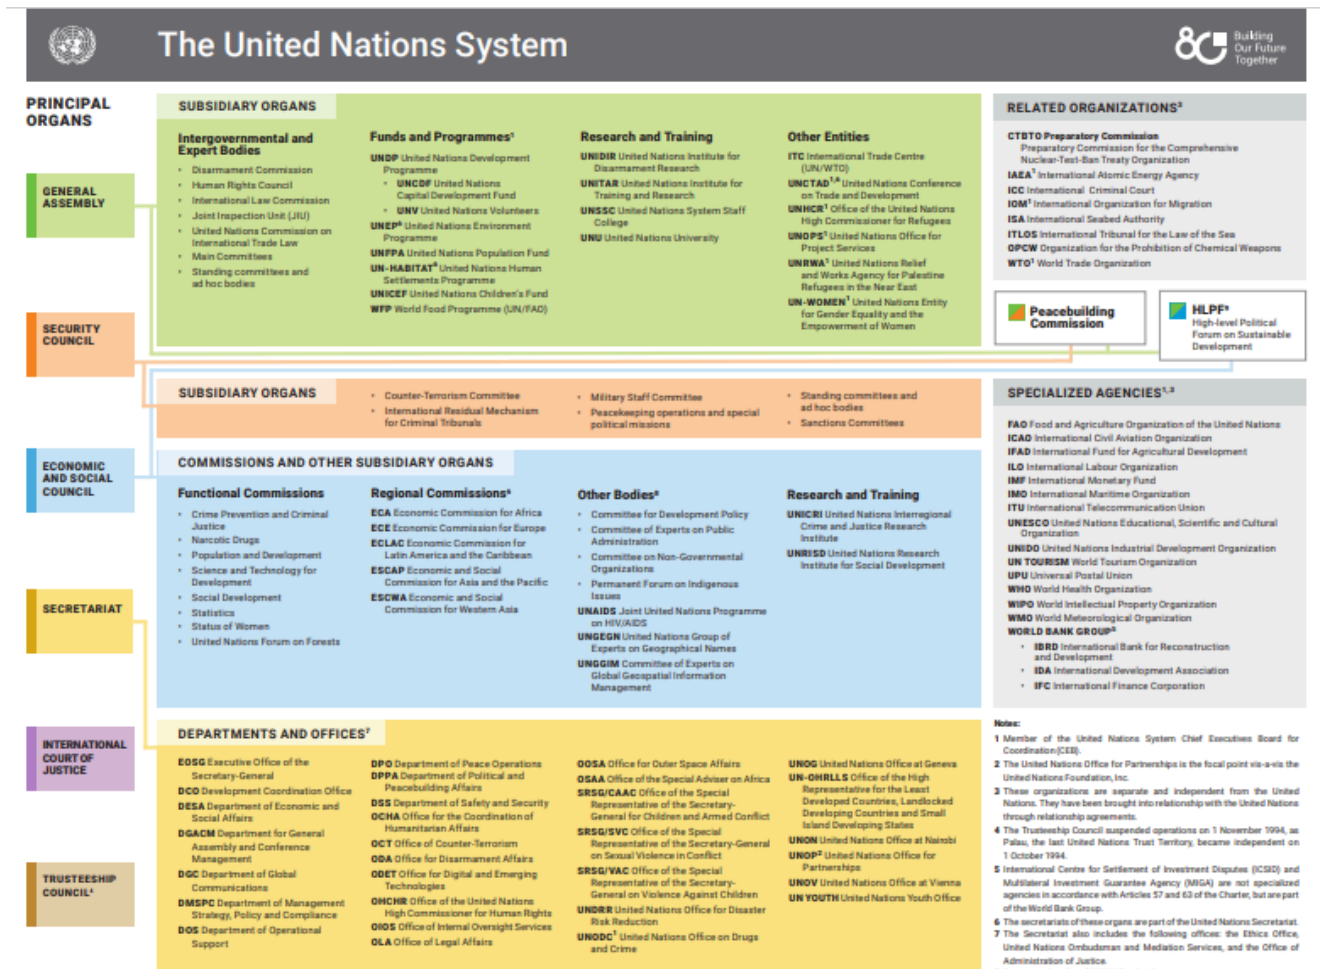 The United Nations System
Building
Our Future
Together
PRINCIPAL
ORGANS
GENERAL
ASSEMBLY
SECURITY
COUNCIL
ECONOMIC
AND SOCIAL
COUNCIL
SECRETARIAT
INTERNATIONAL
COURT OF
JUSTICE
TRUSTEESHIP
COUNCIL⁴
SUBSIDIARY ORGANS
Intergovernmental and
Expert Bodies
• Disarmament Commission
• Human Rights Council
• International Law Commission
• Joint Inspection Unit (JIU)
• United Nations Commission on
International Trade Law
• Main Committees
• Standing committees and
ad hoc bodies
Funds and Programmes¹
UNDP United Nations Development
Programme
• UNCDF United Nations
Capital Development Fund
• UNV United Nations Volunteers
UNEP⁶ United Nations Environment
Programme
UNFPA United Nations Population Fund
UN-HABITAT⁶ United Nations Human
Settlements Programme
UNICEF United Nations Children's Fund
WFP World Food Programme (UN/FAO)
Research and Training
UNIDIR United Nations Institute for
Disarmament Research
UNITAR United Nations Institute for
Training and Research
UNSSC United Nations System Staff
College
UNU United Nations University
Other Entities
ITC International Trade Centre
(UN/WTO)
UNCTAD¹,⁶ United Nations Conference
on Trade and Development
UNHCR¹ Office of the United Nations
High Commissioner for Refugees
UNOPS¹ United Nations Office for
Project Services
UNRWA¹ United Nations Relief
and Works Agency for Palestine
Refugees in the Near East
UN-WOMEN¹ United Nations Entity
for Gender Equality and the
Empowerment of Women
RELATED ORGANIZATIONS³
CTBTO Preparatory Commission
Preparatory Commission for the Comprehensive
Nuclear-Test-Ban Treaty Organization
IAEA¹ International Atomic Energy Agency
ICC International Criminal Court
IOM¹ International Organization for Migration
ISA International Seabed Authority
ITLOS International Tribunal for the Law of the Sea
OPCW Organization for the Prohibition of Chemical Weapons
WTO¹ World Trade Organization
Peacebuilding
Commission
HLPF
High-level Political
Forum on Sustainable
Development
SUBSIDIARY ORGANS
• Counter-Terrorism Committee
• International Residual Mechanism
for Criminal Tribunals
• Military Staff Committee
• Peacekeeping operations and special
political missions
• Standing committees and
ad hoc bodies
• Sanctions Committees
COMMISSIONS AND OTHER SUBSIDIARY ORGANS
Functional Commissions
• Crime Prevention and Criminal
Justice
• Narcotic Drugs
• Population and Development
• Science and Technology for
Development
• Social Development
• Statistics
• Status of Women
• United Nations Forum on Forests
Regional Commissions⁶
ECA Economic Commission for Africa
ECE Economic Commission for Europe
ECLAC Economic Commission for
Latin America and the Caribbean
ESCAP Economic and Social
Commission for Asia and the Pacific
ESCWA Economic and Social
Commission for Western Asia
Other Bodies
• Committee for Development Policy
• Committee of Experts on Public
Administration
• Committee on Non-Governmental
Organizations
• Permanent Forum on Indigenous
Issues
UNAIDS Joint United Nations Programme
on HIV/AIDS
UNGEGN United Nations Group of
Experts on Geographical Names
UNGGIM Committee of Experts on
Global Geospatial Information
Management
Research and Training
UNICRI United Nations Interregional
Crime and Justice Research
Institute
UNRISD United Nations Research
Institute for Social Development
SPECIALIZED AGENCIES¹,³
FAO Food and Agriculture Organization of the United Nations
ICAO International Civil Aviation Organization
IFAD International Fund for Agricultural Development
ILO International Labour Organization
IMF International Monetary Fund
IMO International Maritime Organization
ITU International Telecommunication Union
UNESCO United Nations Educational, Scientific and Cultural
Organization
UNIDO United Nations Industrial Development Organization
UN TOURISM World Tourism Organization
UPU Universal Postal Union
WHO World Health Organization
WIPO World Intellectual Property Organization
WMO World Meteorological Organization
WORLD BANK GROUP⁵
• IBRD International Bank for Reconstruction
and Development
• IDA International Development Association
• IFC International Finance Corporation
DEPARTMENTS AND OFFICES⁷
EOSG Executive Office of the
Secretary-General
DCO Development Coordination Office
DESA Department of Economic and
Social Affairs
DGACM Department for General
Assembly and Conference
Management
DGC Department of Global
Communications
DMSPC Department of Management
Strategy, Policy and Compliance
DOS Department of Operational
Support
DPO Department of Peace Operations
DPPA Department of Political and
Peacebuilding Affairs
DSS Department of Safety and Security
OCHA Office for the Coordination of
Humanitarian Affairs
OCT Office of Counter-Terrorism
ODA Office for Disarmament Affairs
ODET Office for Digital and Emerging
Technologies
OHCHR Office of the United Nations
High Commissioner for Human Rights
OIOS Office of Internal Oversight Services
OLA Office of Legal Affairs
OOSA Office for Outer Space Affairs
OSAA Office of the Special Adviser on Africa
SRSG/CAAC Office of the Special
Representative of the Secretary-
General for Children and Armed Conflict
SRSG/SVC Office of the Special
Representative of the Secretary-General
on Sexual Violence in Conflict
SRSG/VAC Office of the Special
Representative of the Secretary-
General on Violence Against Children
UNDRR United Nations Office for Disaster
Risk Reduction
UNODC¹ United Nations Office on Drugs
and Crime
UNOG United Nations Office at Geneva
UN-OHRLLS Office of the High
Representative for the Least
Developed Countries, Landlocked
Developing Countries and Small
Island Developing States
UNON United Nations Office at Nairobi
UNOP² United Nations Office for
Partnerships
UNOV United Nations Office at Vienna
UN YOUTH United Nations Youth Office
Notes:
1 Member of the United Nations System Chief Executives Board for
Coordination (CEB).
2 The United Nations Office for Partnerships is the focal point vis-a-vis the
United Nations Foundation, Inc.
3 These organizations are separate and independent from the United
Nations. They have been brought into relationship with the United Nations
through relationship agreements.
4 The Trusteeship Council suspended operations on 1 November 1994, as
Palau, the last United Nations Trust Territory, became independent on
1 October 1994.
5 International Centre for Settlement of Investment Disputes (ICSID) and
Multilateral Investment Guarantee Agency (MIGA) are not specialized
agencies in accordance with Articles 57 and 63 of the Charter, but are part
of the World Bank Group.
6 The secretariats of these organs are part of the United Nations Secretariat.
7 The Secretariat also includes the following offices: the Ethics Office,
United Nations Ombudsman and Mediation Services, and the Office of
Administration of Justice.